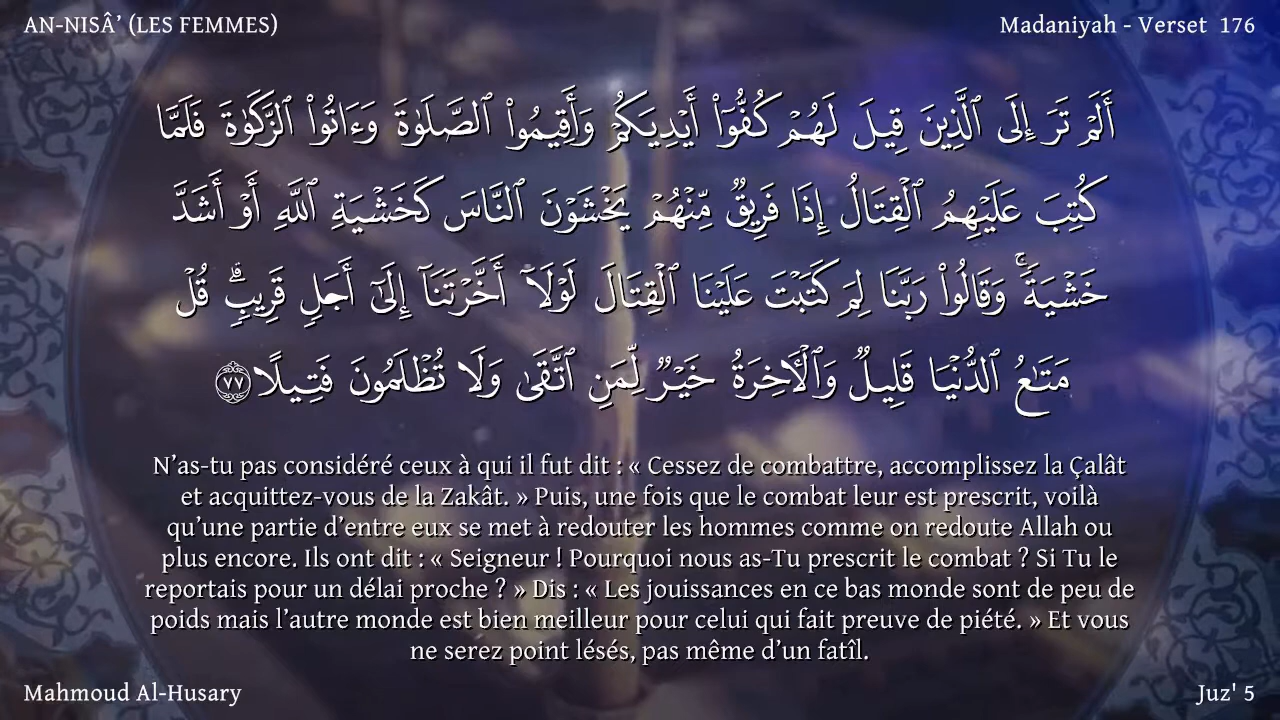 AN-NISÂ’ (LES FEMMES)
Madaniyah - Verset 176
أَلَمْ تَرَ إِلَى ٱلَّذِينَ قِيلَ لَهُمْ كُفُّوٓا۟ أَيْدِيَكُمْ وَأَقِيمُوا۟ ٱلصَّلَوٰةَ وَءَاتُوا۟ ٱلزَّكَوٰةَ فَلَمَّا
كُتِبَ عَلَيْهِمُ ٱلْقِتَالُ إِذَا فَرِيقٌ مِّنْهُمْ يَخْشَوْنَ ٱلنَّاسَ كَخَشْيَةِ ٱللَّهِ أَوْ أَشَدَّ
خَشْيَةً ۚ وَقَالُوا۟ رَبَّنَا لِمَ كَتَبْتَ عَلَيْنَا ٱلْقِتَالَ لَوْلَآ أَخَّرْتَنَآ إِلَىٰٓ أَجَلٍ قَرِيبٍ ۗ قُلْ
مَتَـٰعُ ٱلدُّنْيَا قَلِيلٌ وَٱلْـَٔاخِرَةُ خَيْرٌ لِّمَنِ ٱتَّقَىٰ وَلَا تُظْلَمُونَ فَتِيلًا ٧٧
N’as-tu pas considéré ceux à qui il fut dit : « Cessez de combattre, accomplissez la Çalât
et acquittez-vous de la Zakât. » Puis, une fois que le combat leur est prescrit, voilà
qu’une partie d’entre eux se met à redouter les hommes comme on redoute Allah ou
plus encore. Ils ont dit : « Seigneur ! Pourquoi nous as-Tu prescrit le combat ? Si Tu le
reportais pour un délai proche ? » Dis : « Les jouissances en ce bas monde sont de peu de
poids mais l’autre monde est bien meilleur pour celui qui fait preuve de piété. » Et vous
ne serez point lésés, pas même d’un fatîl.
Mahmoud Al-Husary
Juz' 5